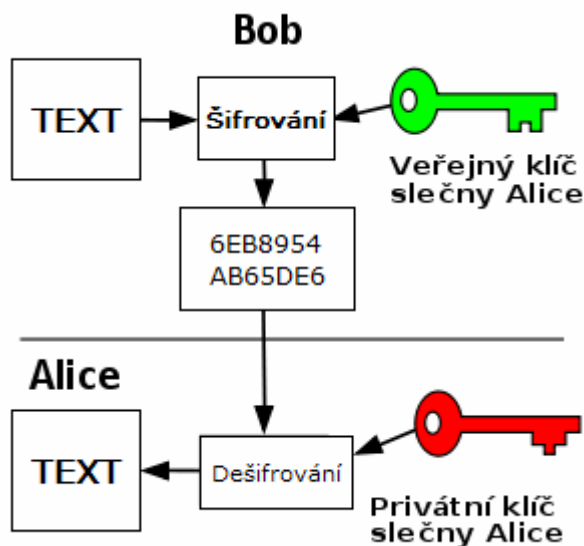 Bob
TEXT
Šifrování
Veřejný klíč
slečny Alice
6EB8954
AB65DE6
Alice
TEXT
Dešifrování
Privátní klíč
slečny Alice